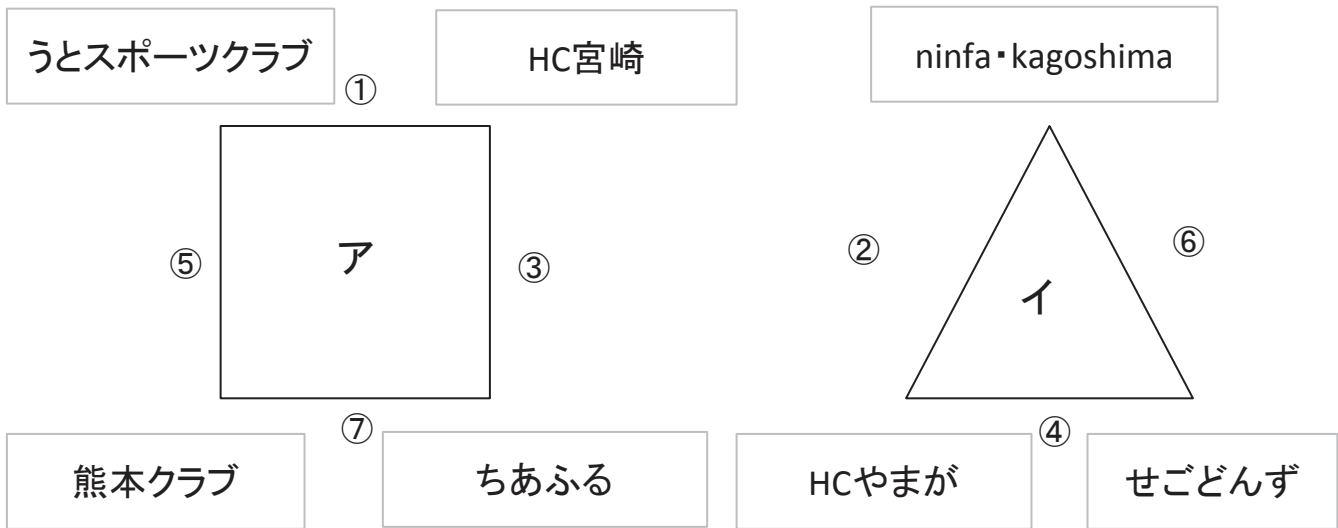 うとスポーツクラブ
HC宮崎
ninfa・kagoshima
①
⑤
ア
③
②
イ
⑥
⑦
④
熊本クラブ
ちあふる
HCやまが
せごどんず